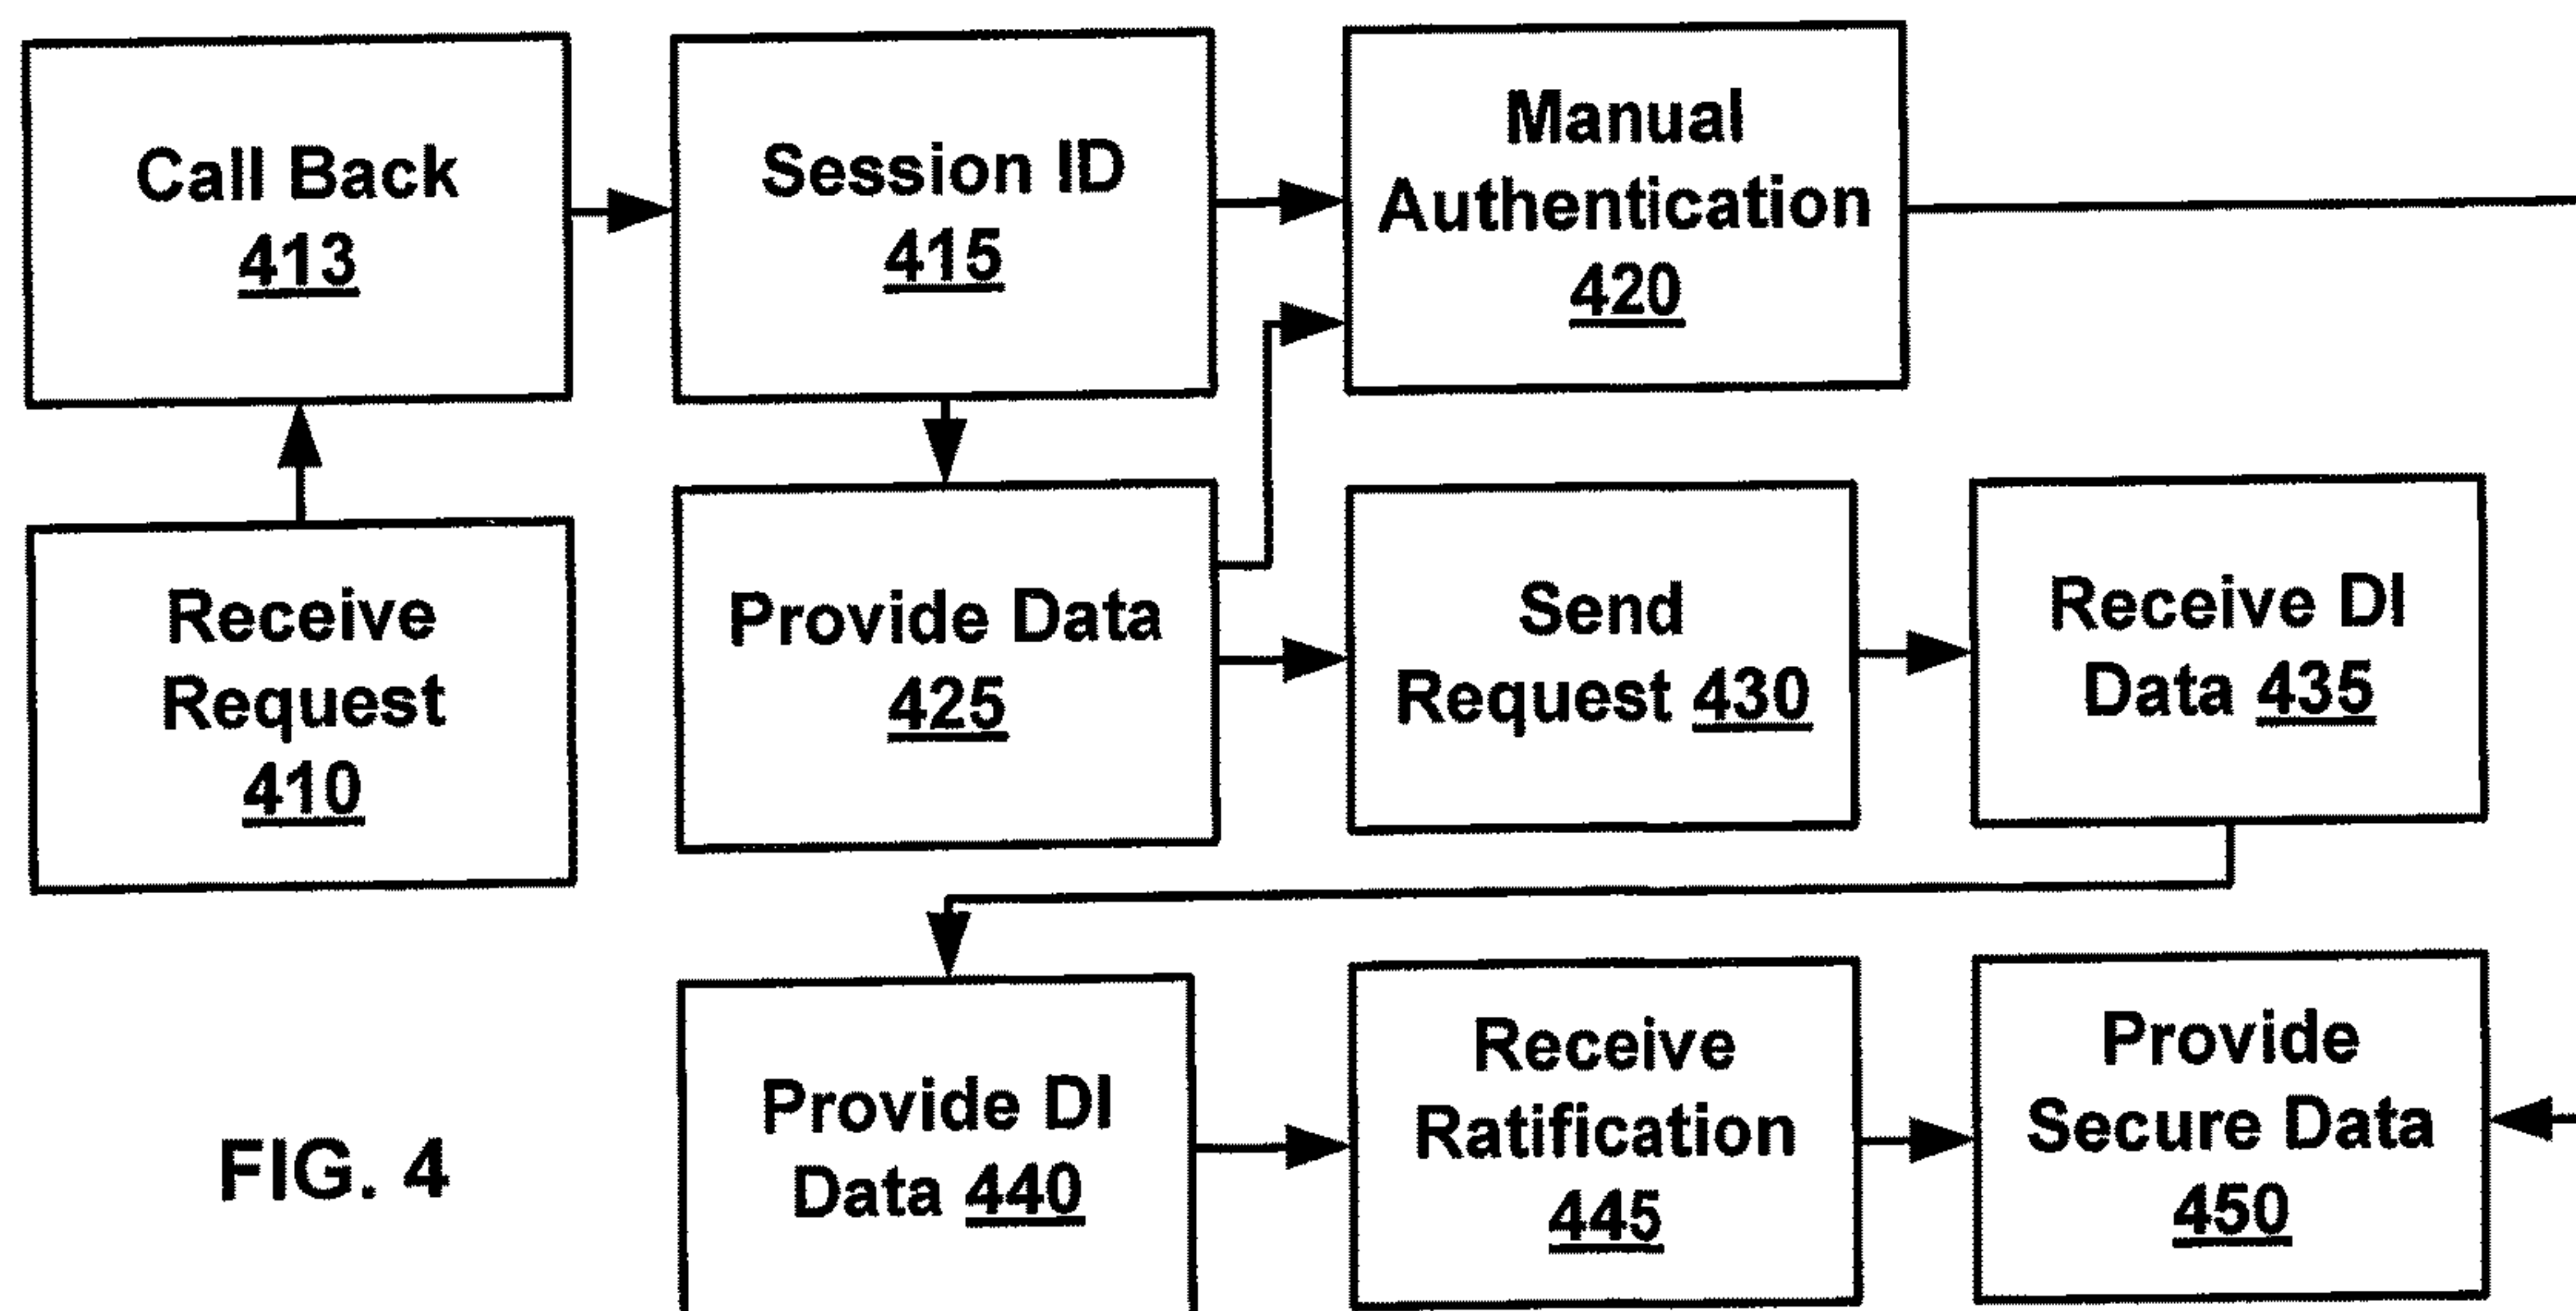 Call Back
413
Session ID
415
Manual
Authentication
420
Receive
Request
410
Provide Data
425
Send
Request 430
Receive DI
Data 435
FIG. 4
Provide DI
Data 440
Receive
Ratification
445
Provide
Secure Data
450